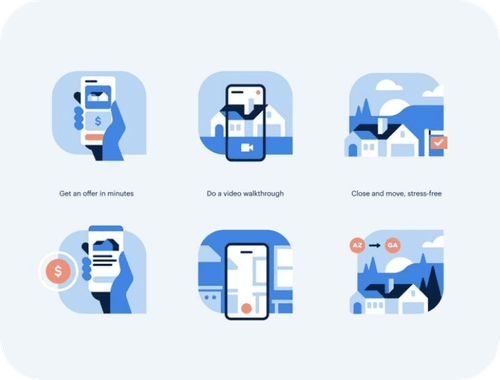 $
Get an offer in minutes
Do a video walkthrough
Close and move, stress-free
$
AZ
GA